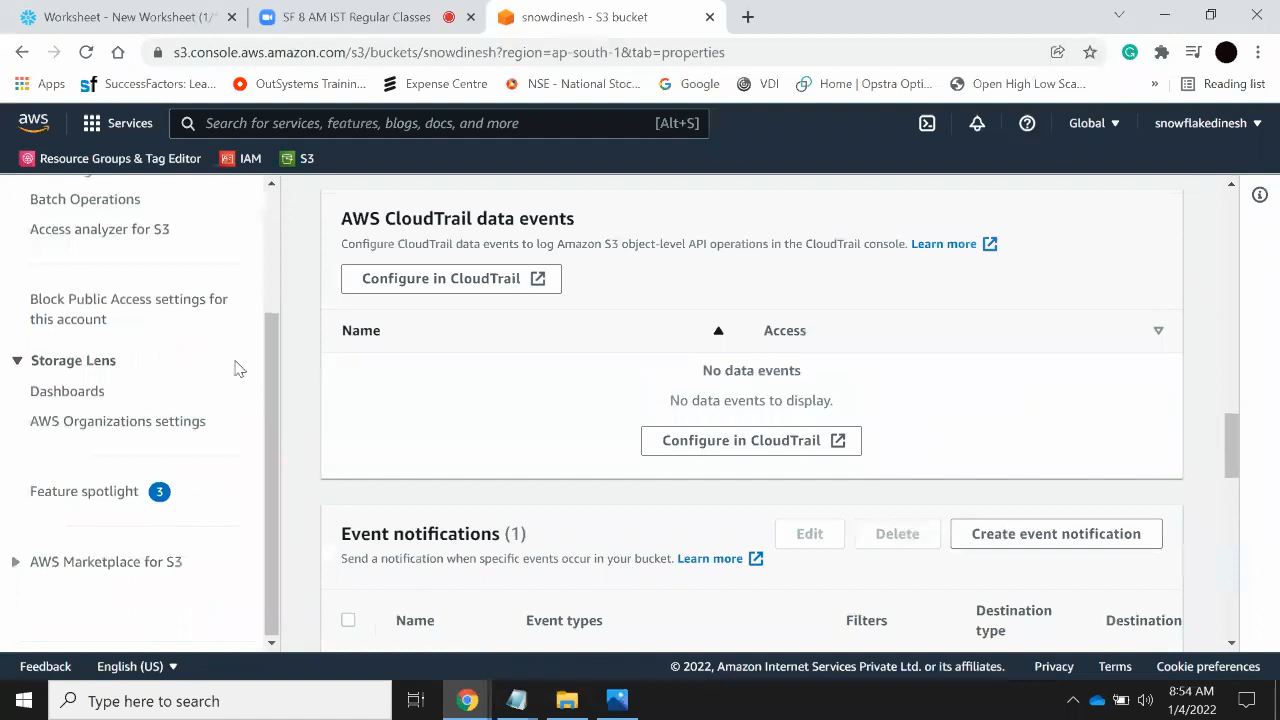 Worksheet - New Worksheet (1/
SF 8 AM IST Regular Classes
snowdinesh - S3 bucket
s3.console.aws.amazon.com/s3/buckets/snowdinesh?region=ap-south-1&tab=properties
Apps
sf
SuccessFactors: Lea...
OutSystems Training...
Expense Centre
NSE - National Stoc...
Google
VDI
Home | Opstra Opti...
Open High Low Sca...
»
Reading list
aws
Services
Search for services, features, blogs, docs, and more
[Alt+S]
Global
snowflakedinesh
Resource Groups & Tag Editor
IAM
S3
Batch Operations
Access analyzer for S3
Block Public Access settings for
this account
Storage Lens
Dashboards
AWS Organizations settings
Feature spotlight 3
AWS Marketplace for S3
AWS CloudTrail data events
Configure CloudTrail data events to log Amazon S3 object-level API operations in the CloudTrail console. Learn more
Configure in CloudTrail
Name
Access
No data events
No data events to display.
Configure in CloudTrail
Event notifications (1)
Edit
Delete
Create event notification
Send a notification when specific events occur in your bucket. Learn more
Name
Event types
Filters
Destination
type
Destination
Feedback
English (US)
© 2022, Amazon Internet Services Private Ltd. or its affiliates.
Privacy
Terms
Cookie preferences
Type here to search
8:54 AM
1/4/2022